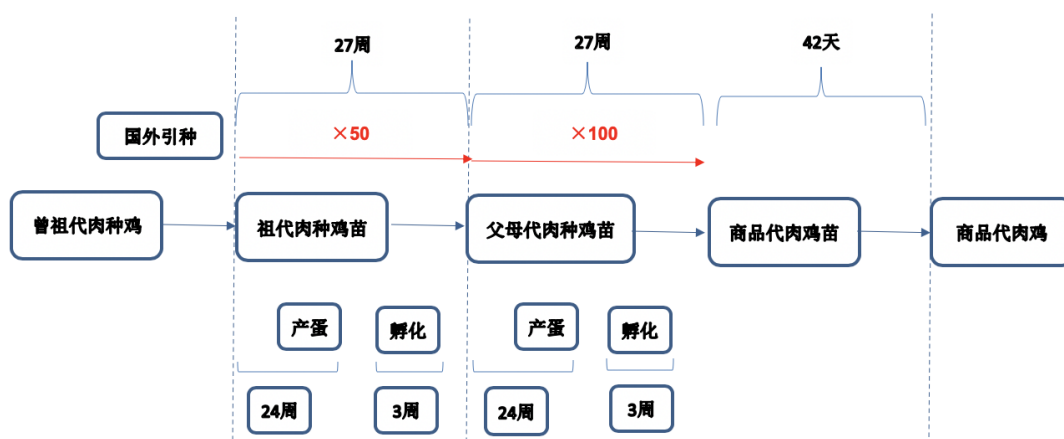 27周
27周
42天
国外引种
×50
×100
曾祖代肉种鸡
祖代肉种鸡苗
父母代肉种鸡苗
商品代肉鸡苗
商品代肉鸡
产蛋
孵化
产蛋
孵化
24周
3周
24周
3周